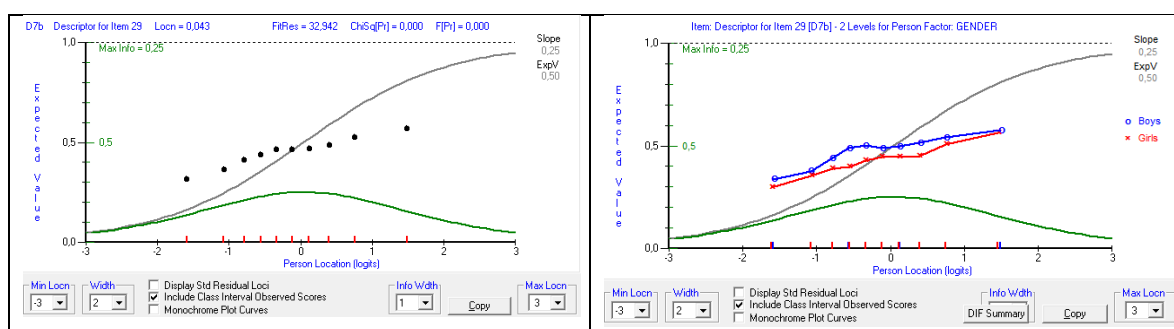 D7b Descriptor for Item 29 Locn = 0,043 FitRes = 32,942 ChiSq[Pr] = 0,000 F[Pr] = 0,000
1,0
Max Info = 0,25
Slope
0,25
ExpV
0,50
Expected Value
0,5
0,5
0,0
-3
-2
-1
0
1
2
3
Person Location (logits)
Min Locn
-3
Width
2
Display Std Residual Loci
Include Class Interval Observed Scores
Monochrome Plot Curves
Info Wdth
1
Copy
Max Locn
3
Item: Descriptor for Item 29 [D7b] - 2 Levels for Person Factor: GENDER
1,0
Max Info = 0,25
Slope
0,25
ExpV
0,50
Expected Value
0,5
0,5
Boys
Girls
0,0
-3
-2
-1
0
1
2
3
Person Location (logits)
Min Locn
-3
Width
2
Display Std Residual Loci
Include Class Interval Observed Scores
Monochrome Plot Curves
Info Wdth
DIF Summary
Copy
Max Locn
3